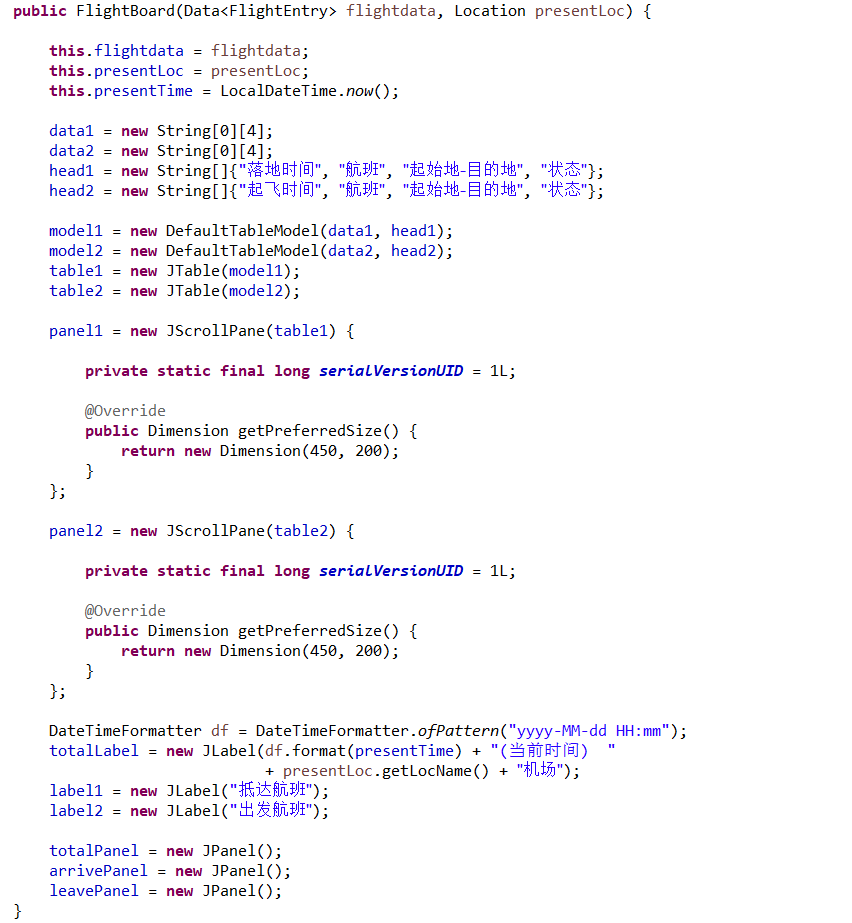 public FlightBoard(Data<FlightEntry> flightdata, Location presentLoc) {
this.flightdata = flightdata;
this.presentLoc = presentLoc;
this.presentTime = LocalDateTime.now();
data1 = new String[0][4];
data2 = new String[0][4];
head1 = new String[]{"落地时间", "航班", "起始地-目的地", "状态"};
head2 = new String[]{"起飞时间", "航班", "起始地-目的地", "状态"};
model1 = new DefaultTableModel(data1, head1);
model2 = new DefaultTableModel(data2, head2);
table1 = new JTable(model1);
table2 = new JTable(model2);
panel1 = new JScrollPane(table1) {
private static final long serialVersionUID = 1L;
@Override
public Dimension getPreferredSize() {
return new Dimension(450, 200);
}
};
panel2 = new JScrollPane(table2) {
private static final long serialVersionUID = 1L;
@Override
public Dimension getPreferredSize() {
return new Dimension(450, 200);
}
};
DateTimeFormatter df = DateTimeFormatter.ofPattern("yyyy-MM-dd HH:mm");
totalLabel = new JLabel(df.format(presentTime) + "(当前时间)  "
+ presentLoc.getLocName() + "机场");
label1 = new JLabel("抵达航班");
label2 = new JLabel("出发航班");
totalPanel = new JPanel();
arrivePanel = new JPanel();
leavePanel = new JPanel();
}